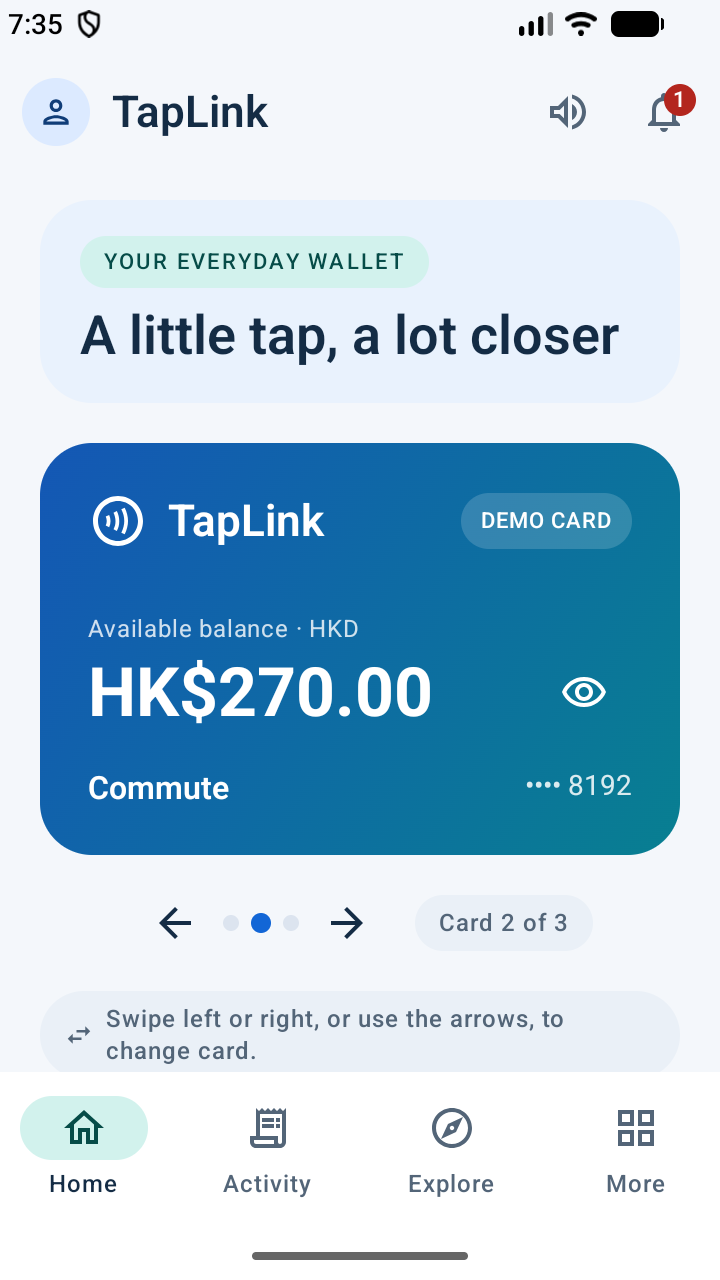 7:35
TapLink
1
YOUR EVERYDAY WALLET
A little tap, a lot closer
TapLink
DEMO CARD
Available balance · HKD
HK$270.00
Commute
•••• 8192
Card 2 of 3
Swipe left or right, or use the arrows, to
change card.
Home
Activity
Explore
More